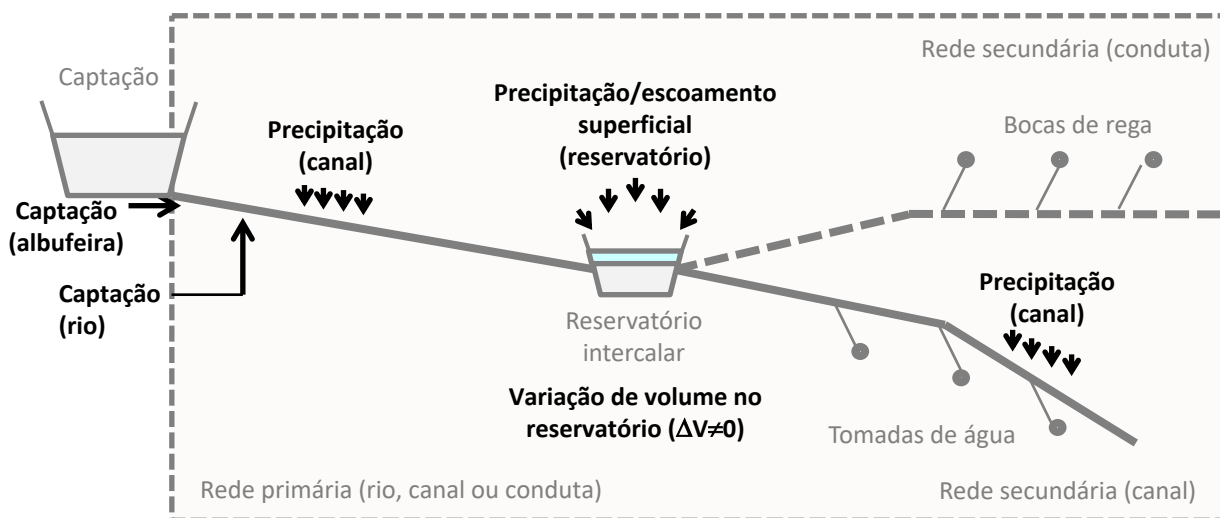 Rede secundária (conduta)
Captação
Precipitação/escoamento
superficial
(reservatório)
Precipitação
(canal)
Bocas de rega
Captação
(albufeira)
Captação
(rio)
Precipitação
(canal)
Reservatório
intercalar
Variação de volume no
reservatório (ΔV≠0)
Tomadas de água
Rede primária (rio, canal ou conduta)
Rede secundária (canal)